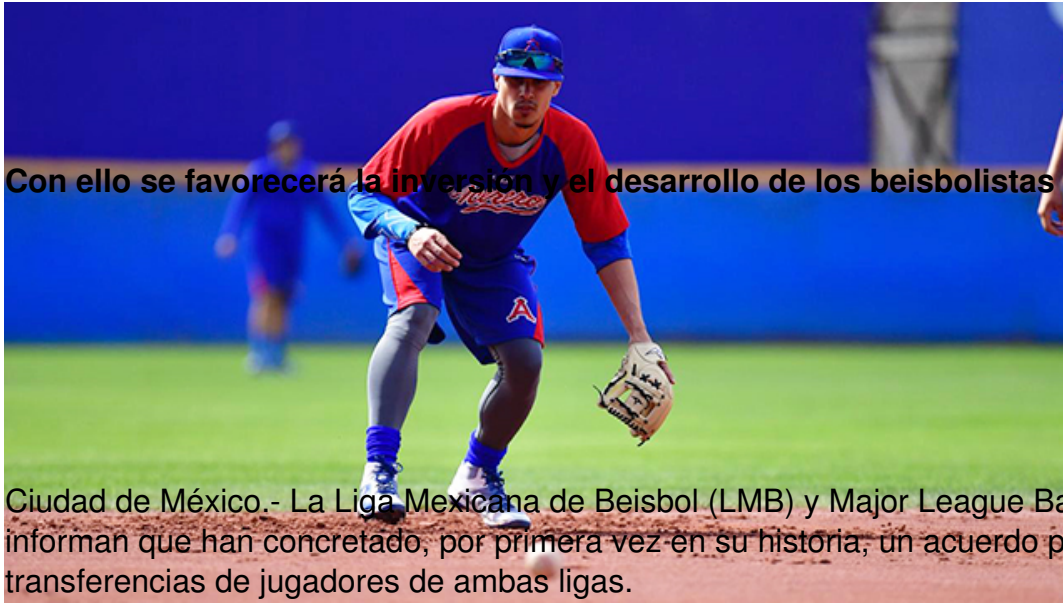 Con ello se favorecerá la inversión y el desarrollo de los beisbolistas
A
Ciudad de México.- La Liga Mexicana de Beisbol (LMB) y Major League Ba
informan que han concretado, por primera vez en su historia, un acuerdo p
transferencias de jugadores de ambas ligas.